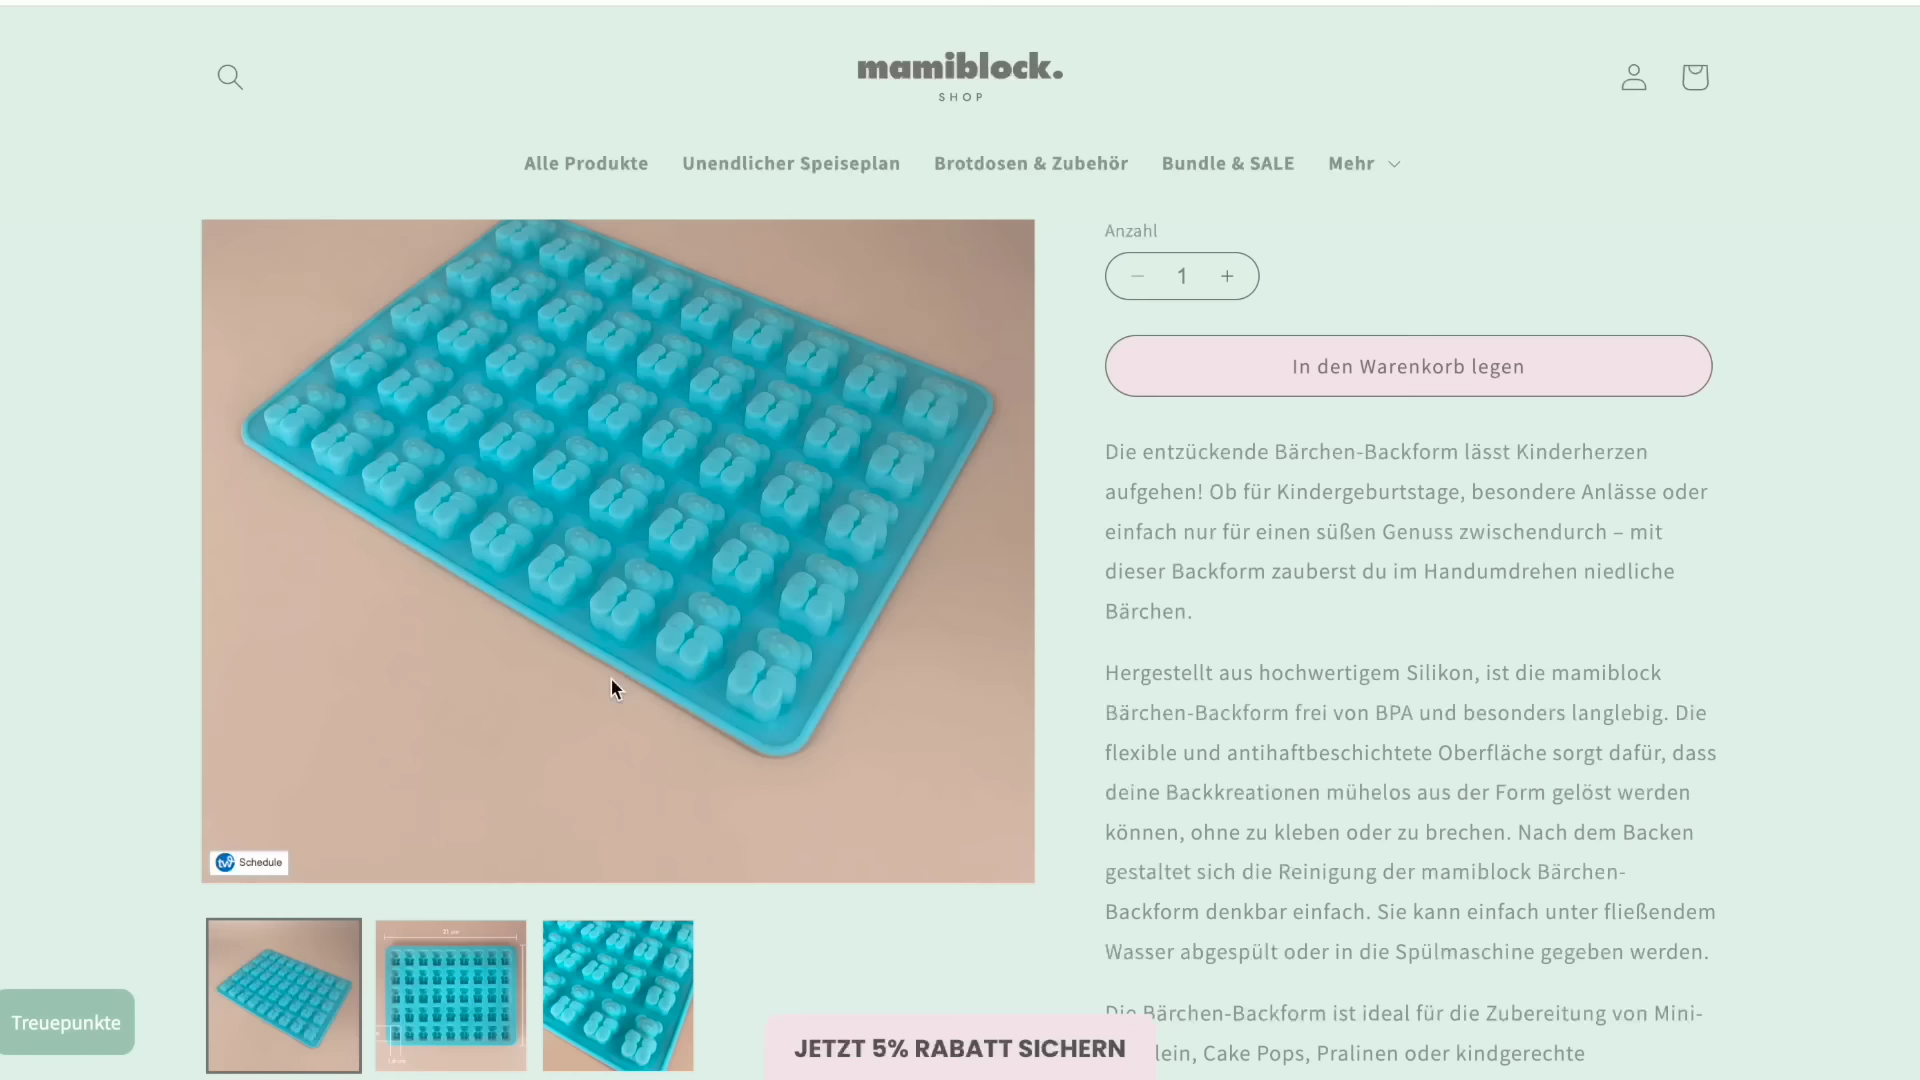 mamiblock.
SHOP
Alle Produkte
Unendlicher Speiseplan
Brotdosen & Zubehör
Bundle & SALE
Mehr
Anzahl
1
In den Warenkorb legen
Die entzückende Bärchen-Backform lässt Kinderherzen
aufgehen! Ob für Kindergeburtstage, besondere Anlässe oder
einfach nur für einen süßen Genuss zwischendurch – mit
dieser Backform zauberst du im Handumdrehen niedliche
Bärchen.
Hergestellt aus hochwertigem Silikon, ist die mamiblock
Bärchen-Backform frei von BPA und besonders langlebig. Die
flexible und antihaftbeschichtete Oberfläche sorgt dafür, dass
deine Backkreationen mühelos aus der Form gelöst werden
können, ohne zu kleben oder zu brechen. Nach dem Backen
gestaltet sich die Reinigung der mamiblock Bärchen-
Backform denkbar einfach. Sie kann einfach unter fließendem
Wasser abgespült oder in die Spülmaschine gegeben werden.
Die Bärchen-Backform ist ideal für die Zubereitung von Mini-
lein, Cake Pops, Pralinen oder kindgerechte
tw Schedule
21 cm
Treuepunkte
JETZT 5% RABATT SICHERN